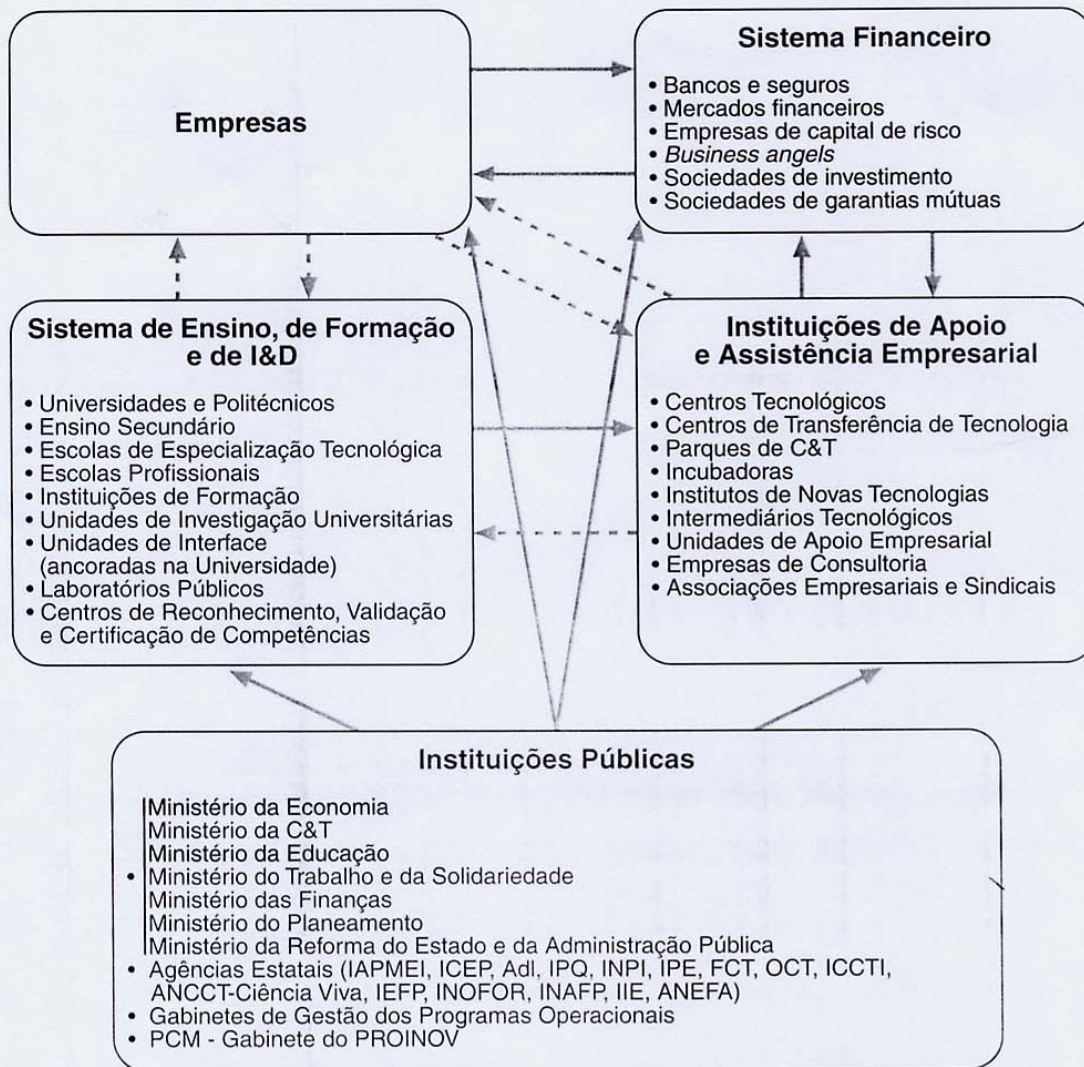 Empresas
Sistema Financeiro
• Bancos e seguros
• Mercados financeiros
• Empresas de capital de risco
• Business angels
• Sociedades de investimento
• Sociedades de garantias mútuas
Sistema de Ensino, de Formação
e de I&D
• Universidades e Politécnicos
• Ensino Secundário
• Escolas de Especialização Tecnológica
• Escolas Profissionais
• Instituições de Formação
• Unidades de Investigação Universitárias
• Unidades de Interface
(ancoradas na Universidade)
• Laboratórios Públicos
• Centros de Reconhecimento, Validação
e Certificação de Competências
Instituições de Apoio
e Assistência Empresarial
• Centros Tecnológicos
• Centros de Transferência de Tecnologia
• Parques de C&T
• Incubadoras
• Institutos de Novas Tecnologias
• Intermediários Tecnológicos
• Unidades de Apoio Empresarial
• Empresas de Consultoria
• Associações Empresariais e Sindicais
Instituições Públicas
Ministério da Economia
Ministério da C&T
Ministério da Educação
• Ministério do Trabalho e da Solidariedade
Ministério das Finanças
Ministério do Planeamento
Ministério da Reforma do Estado e da Administração Pública
• Agências Estatais (IAPMEI, ICEP, AdI, IPQ, INPI, IPE, FCT, OCT, ICCTI,
ANCCT-Ciência Viva, IEFP, INOFOR, INAFP, IIE, ANEFA)
• Gabinetes de Gestão dos Programas Operacionais
• PCM - Gabinete do PROINOV